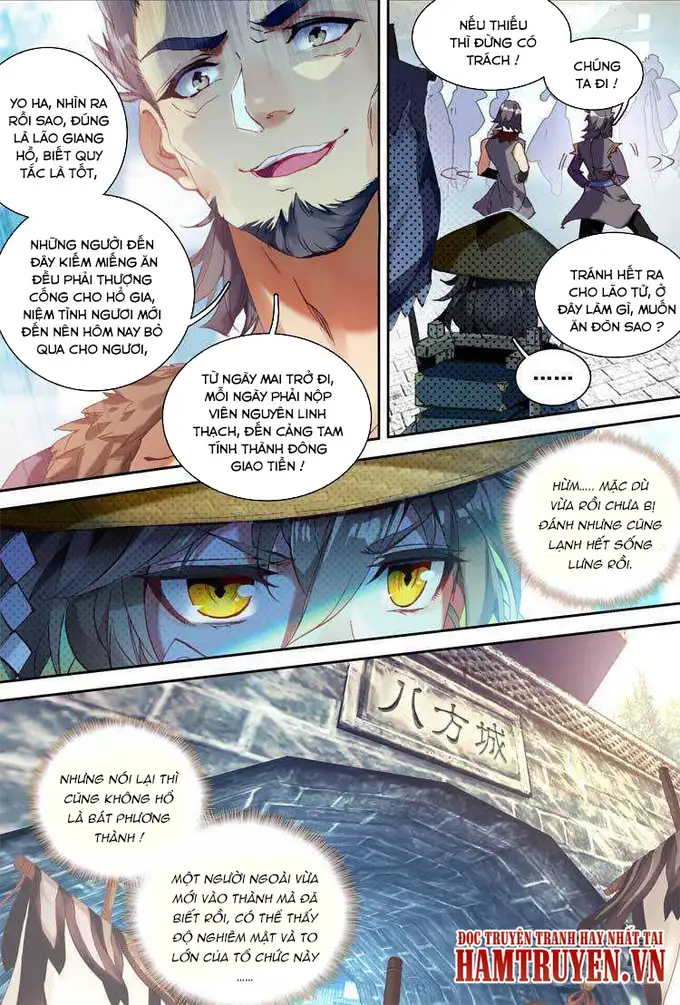 YO HA, NHÌN RA
RỒI SAO, ĐÚNG
LÀ LÃO GIANG
HỒ, BIẾT QUY
TẮC LÀ TỐT,
NHỮNG NGƯỜI ĐẾN
ĐÂY KIẾM MIẾNG ĂN
ĐỀU PHẢI THƯỢNG
CỐNG CHO HỔ GIA,
NIỆM TÌNH NGƯƠI MỚI
ĐẾN NÊN HÔM NAY BỎ
QUA CHO NGƯƠI,
TỪ NGÀY MAI TRỞ ĐI,
MỖI NGÀY PHẢI NỘP
VIÊN NGUYÊN LINH
THẠCH, ĐẾN CẢNG TAM
TÍNH THÀNH ĐÔNG
GIAO TIỀN !
NẾU THIẾU
THÌ ĐỪNG CÓ
TRÁCH !
CHÚNG
TA ĐI !
TRÁNH HẾT RA
CHO LÃO TỬ, Ở
ĐÂY LÀM GÌ, MUỐN
ĂN ĐÒN SAO ?
......
HỪM..... MẶC DÙ
VỪA RỒI CHƯA BỊ
ĐÁNH NHƯNG CŨNG
LẠNH HẾT SỐNG
LƯNG RỒI.
八方城
NHƯNG NÓI LẠI THÌ
CŨNG KHÔNG HỔ
LÀ BÁT PHƯƠNG
THÀNH !
MỘT NGƯỜI NGOÀI VỪA
MỚI VÀO THÀNH MÀ ĐÃ
BIẾT RỒI, CÓ THỂ THẤY
ĐỘ NGHIÊM MẬT VÀ TO
LỚN CỦA TỔ CHỨC NÀY
......
ĐỌC TRUYỆN TRANH HAY NHẤT TẠI
HAMTRUYEN.VN